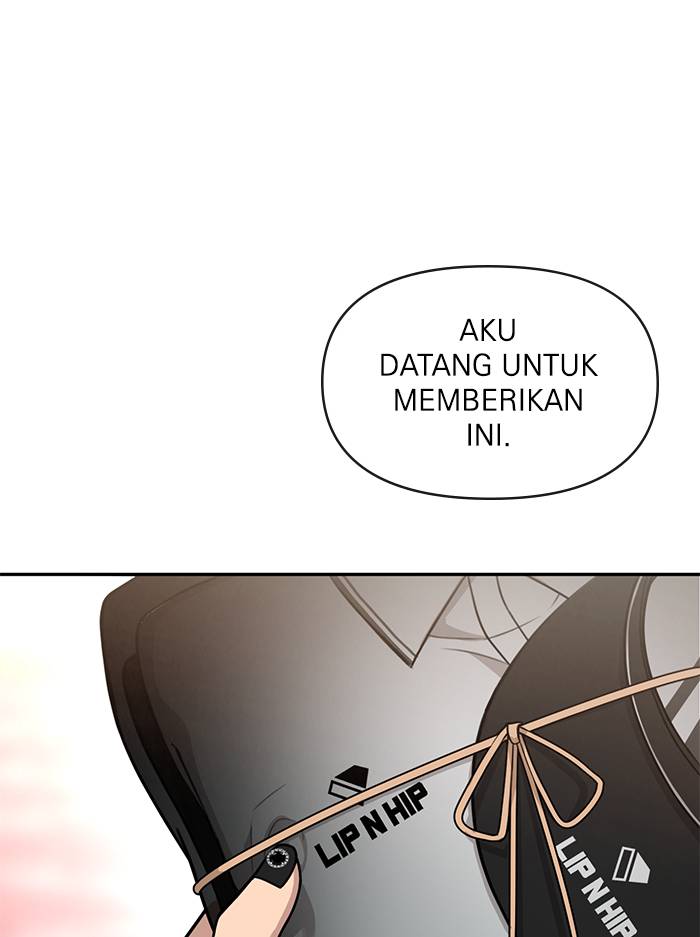 AKU
DATANG UNTUK
MEMBERIKAN
INI.
LIP N HIP
LIP N HIP